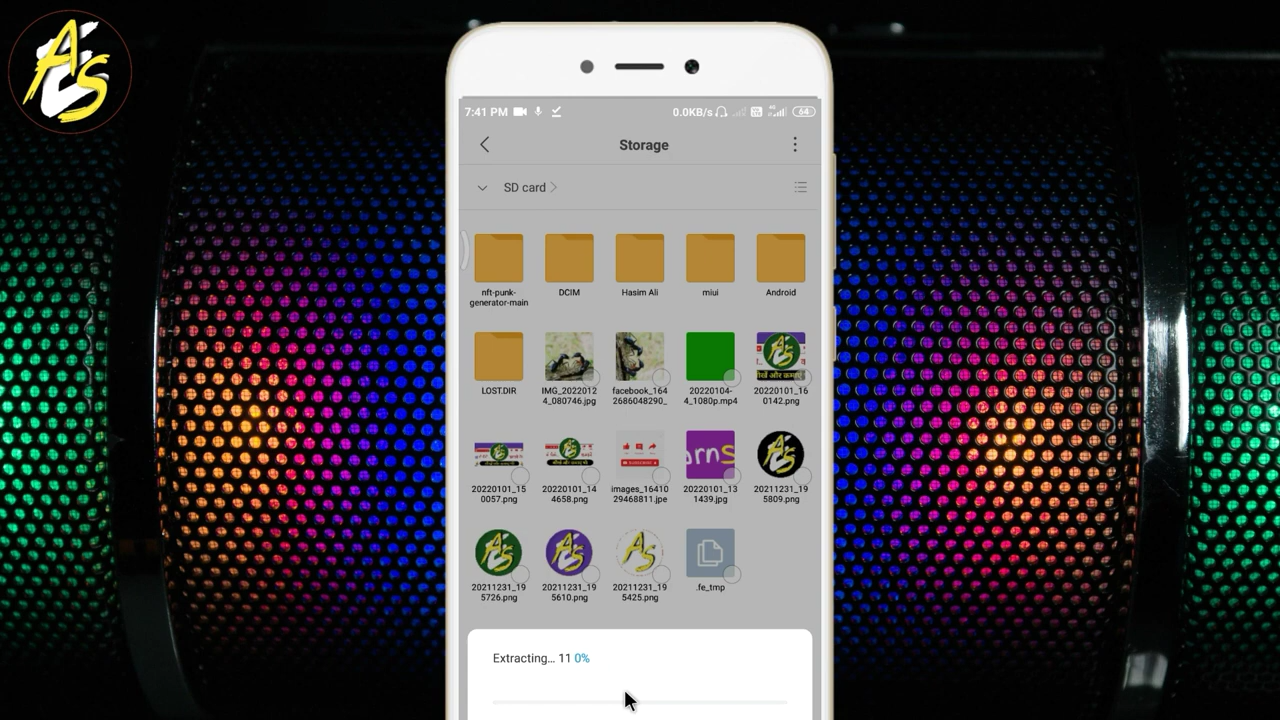 AS
7:41 PM
0.0KB/s
64
Storage
SD card
nft-punk-
generator-main
DCIM
Hasim Ali
miui
Android
LOST.DIR
IMG_2022012
4_080746.jpg
facebook_164
2686048290_
20220104-
4_1080p.mp4
20220101_16
0142.png
20220101_15
0057.png
20220101_14
4658.png
images_16410
29468811.jpe
20220101_13
1439.jpg
20211231_19
5809.png
20211231_19
5726.png
20211231_19
5610.png
20211231_19
5425.png
.fe_tmp
Extracting... 11 0%